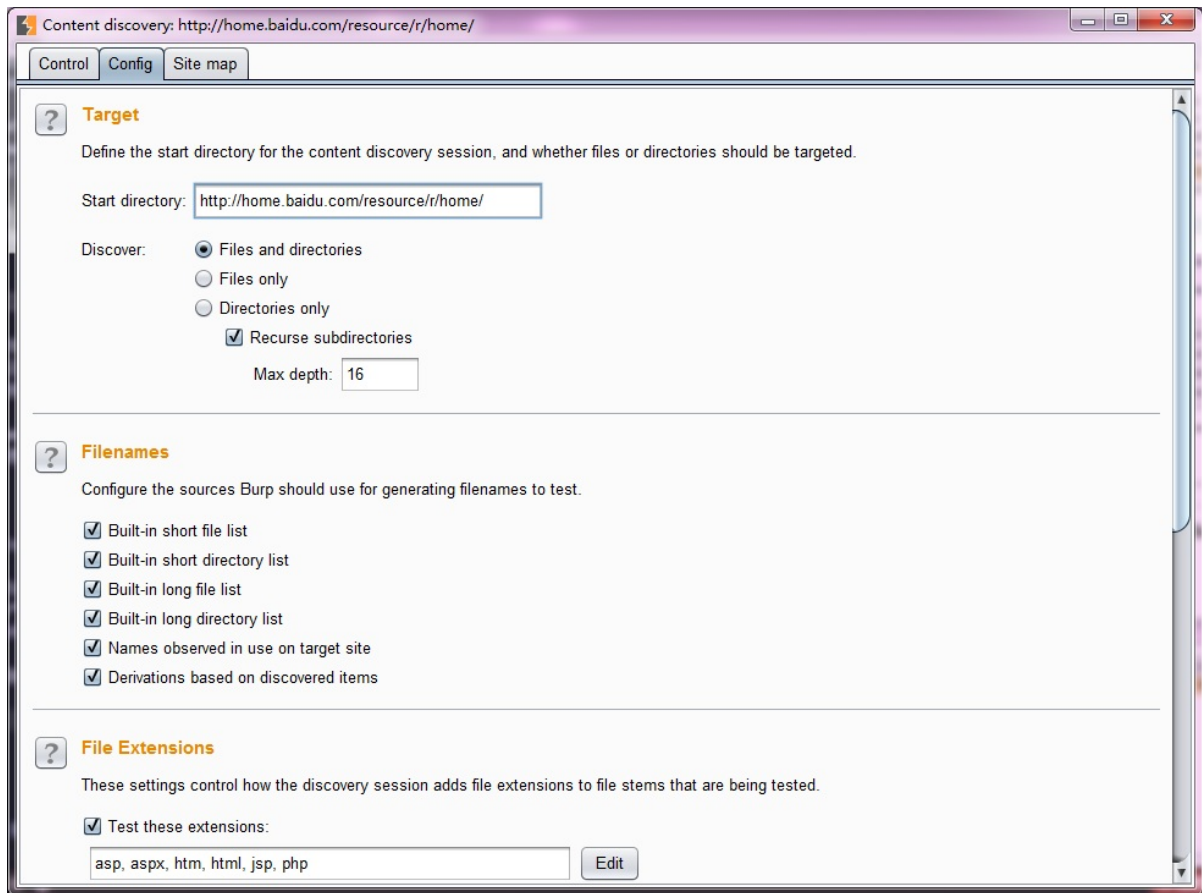 Content discovery: http://home.baidu.com/resource/r/home/
Control Config Site map
? Target
Define the start directory for the content discovery session, and whether files or directories should be targeted.
Start directory: http://home.baidu.com/resource/r/home/
Discover: Files and directories
Files only
Directories only
Recurse subdirectories
Max depth: 16
? Filenames
Configure the sources Burp should use for generating filenames to test.
Built-in short file list
Built-in short directory list
Built-in long file list
Built-in long directory list
Names observed in use on target site
Derivations based on discovered items
? File Extensions
These settings control how the discovery session adds file extensions to file stems that are being tested.
Test these extensions:
asp, aspx, htm, html, jsp, php Edit